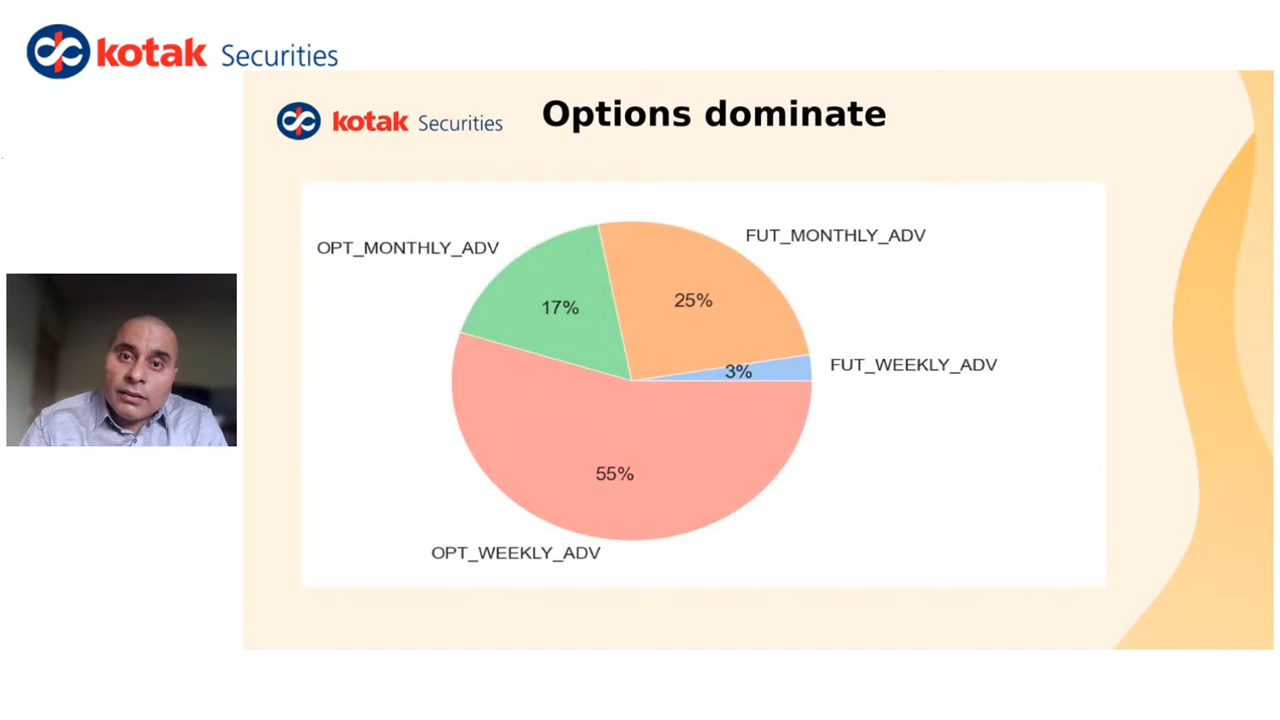 kotak Securities
kotak Securities
Options dominate
OPT_MONTHLY_ADV
FUT_MONTHLY_ADV
17%
25%
FUT_WEEKLY_ADV
3%
55%
OPT_WEEKLY_ADV